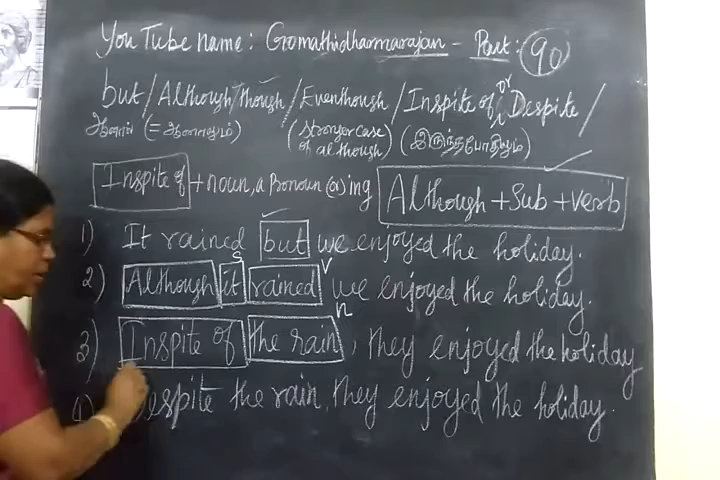 You Tube name: Gomathidharmarajan - Part: 90
but / Although / though / Eventhough / Inspite of or Despite /
ஆனால் (= ஆனாலும்) (stronger case of although) (இருந்தபோதிலும்)
Inspite of + noun, a Pronoun (or) ing Although + Sub + verb
1) It rained but we enjoyed the holiday.
s v
2) Although it rained we enjoyed the holiday.
n
3) Inspite of the rain, they enjoyed the holiday
4) Despite the rain, they enjoyed the holiday.